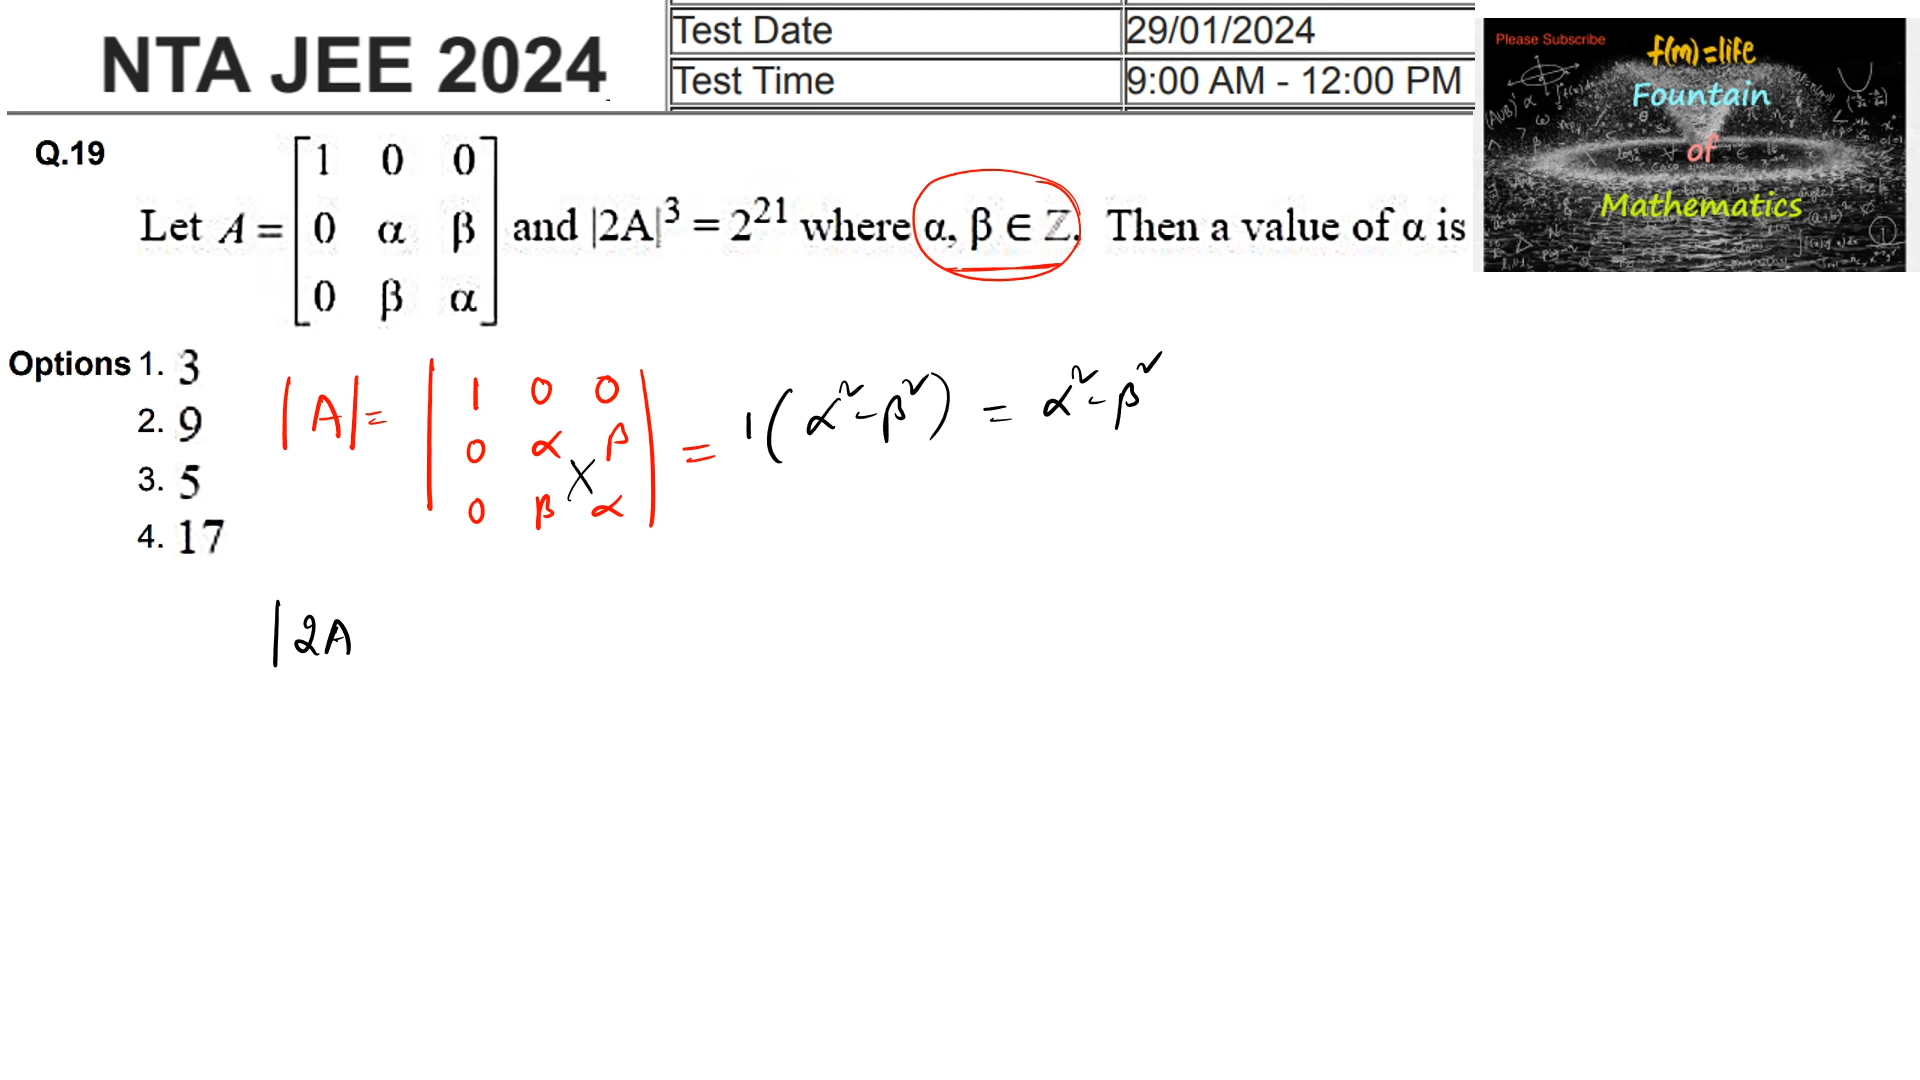 NTA JEE 2024
Test Date 29/01/2024
Test Time 9:00 AM - 12:00 PM
Please Subscribe
f(m)=life
Fountain
of
Mathematics
Q.19
Let A = [1 0 0
0 α β
0 β α] and |2A|³ = 2²¹ where α, β ∈ ℤ. Then a value of α is
Options 1. 3
2. 9
3. 5
4. 17
|A| = | 1 0 0
0 α β
0 β α | = 1(α² - β²) = α² - β²
|2A